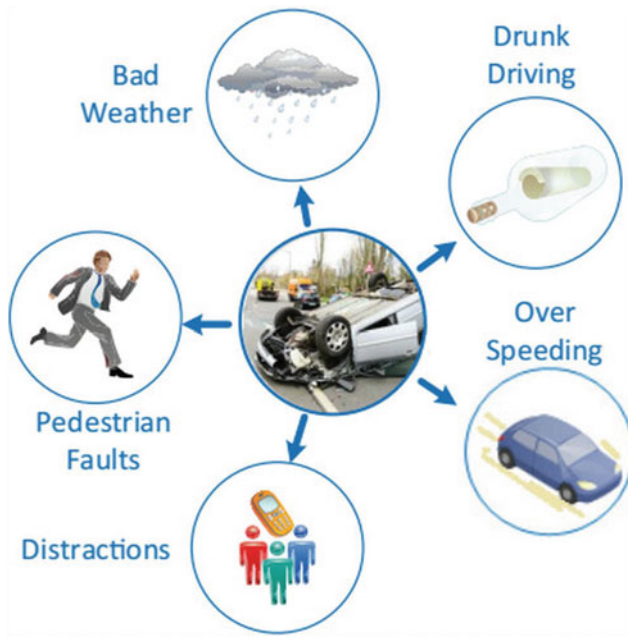 Bad
Weather
Drunk
Driving
Over
Speeding
Pedestrian
Faults
Distractions